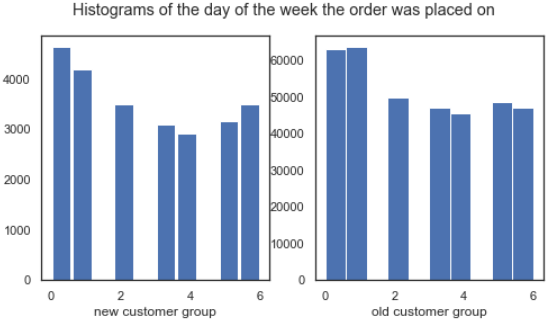 Histograms of the day of the week the order was placed on
4000
3000
2000
1000
0
0 2 4 6
new customer group
60000
50000
40000
30000
20000
10000
0
0 2 4 6
old customer group